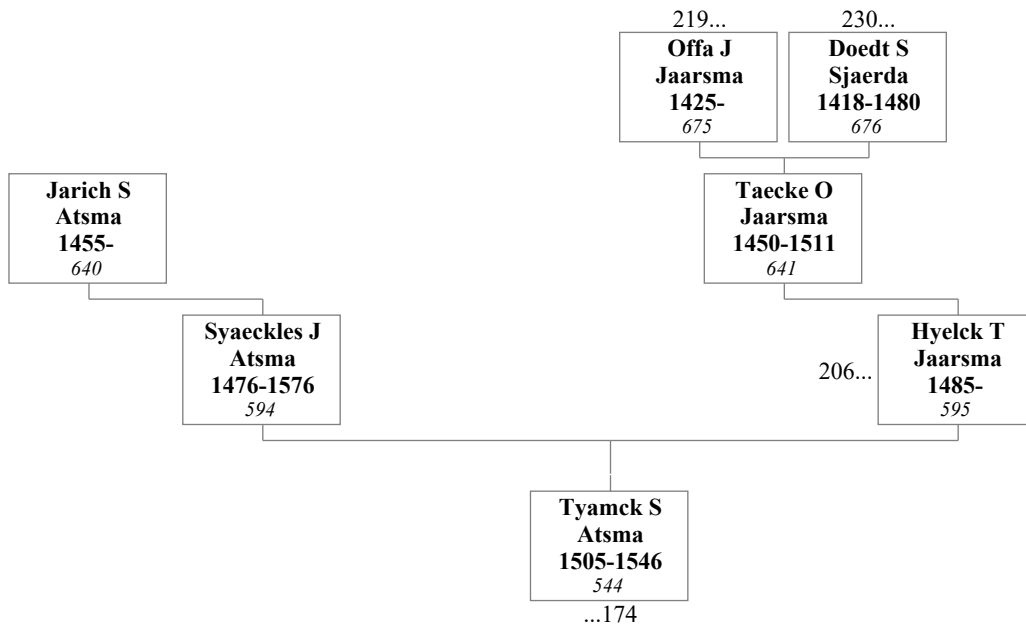 219...
Offa J
Jaarsma
1425-
675
230...
Doedt S
Sjaerda
1418-1480
676
Jarich S
Atsma
1455-
640
Taecke O
Jaarsma
1450-1511
641
Syaeckles J
Atsma
1476-1576
594
206...
Hyelck T
Jaarsma
1485-
595
Tyamck S
Atsma
1505-1546
544
...174